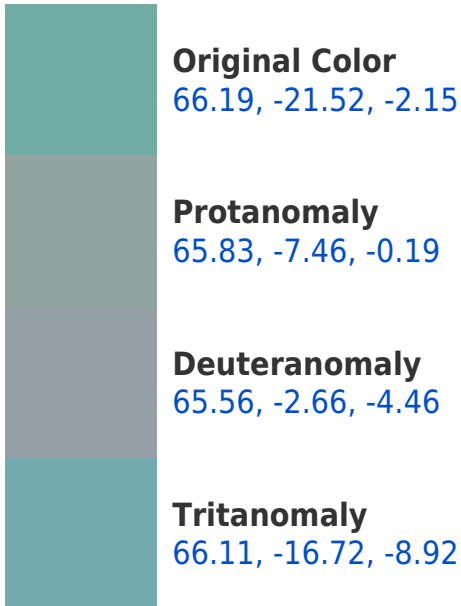 Original Color
66.19, -21.52, -2.15
Protanomaly
65.83, -7.46, -0.19
Deuteranomaly
65.56, -2.66, -4.46
Tritanomaly
66.11, -16.72, -8.92